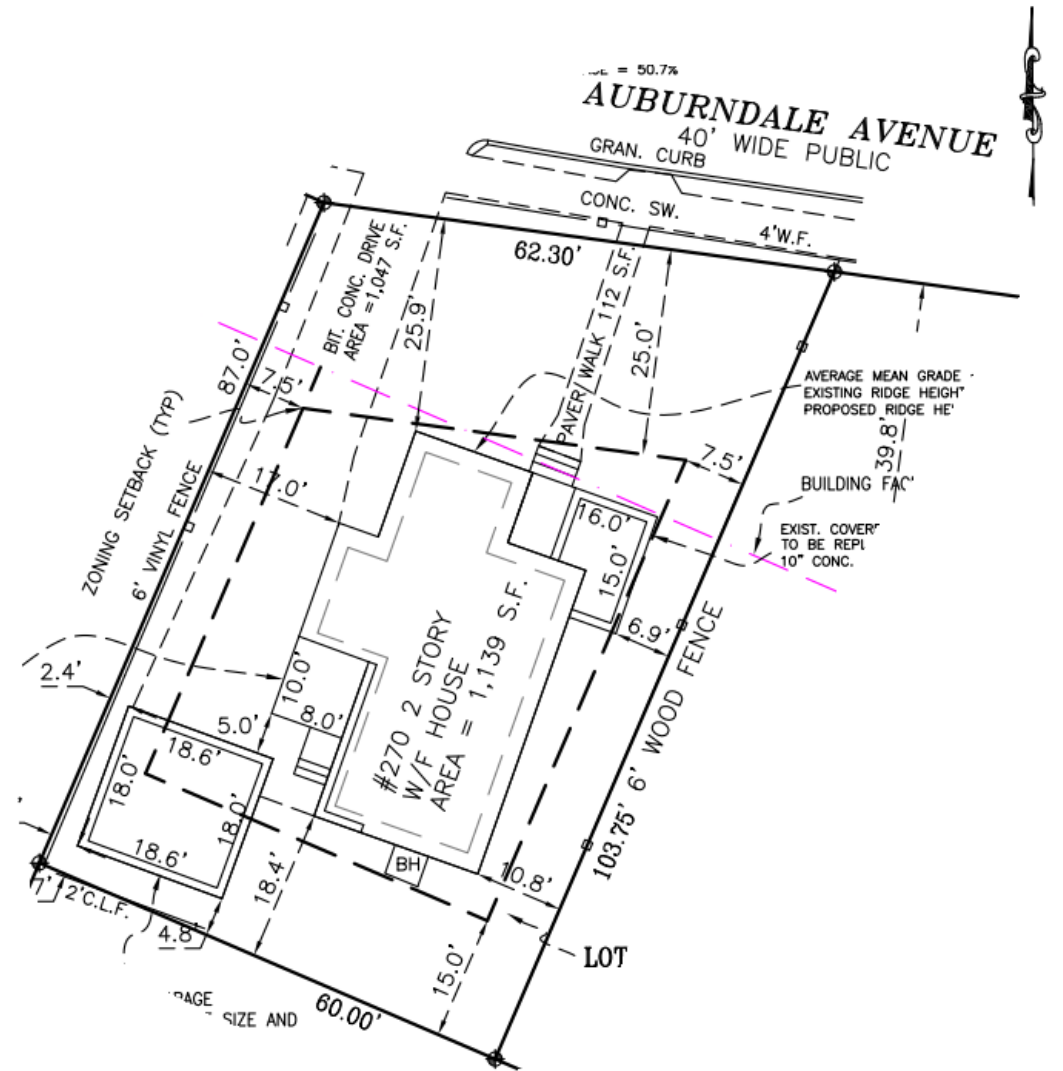 = 50.7%
AUBURNDALE AVENUE
40' WIDE PUBLIC
GRAN. CURB
CONC. SW.
4'W.F.
62.30'
BIT. CONC. DRIVE
AREA =1,047 S.F.
25.9'
PAVER WALK 112 S.F.
25.0'
87.0'
7.5'
AVERAGE MEAN GRADE
EXISTING RIDGE
PROPOSED RIDGE
39.8'
7.5'
BUILDING
ZONING SETBACK (TYP)
6' VINYL FENCE
17.0'
16.0'
15.0'
EXIST.
TO BE
10" CONC.
6.9'
2.4'
10.0'
8.0'
5.0'
#270 2 STORY
W/F HOUSE
AREA = 1,139 S.F.
103.75' 6' WOOD FENCE
18.6'
18.0'
18.0'
18.6'
18.4'
BH
10.8'
2'C.L.F.
4.8'
15.0'
LOT
60.00'
SIZE AND